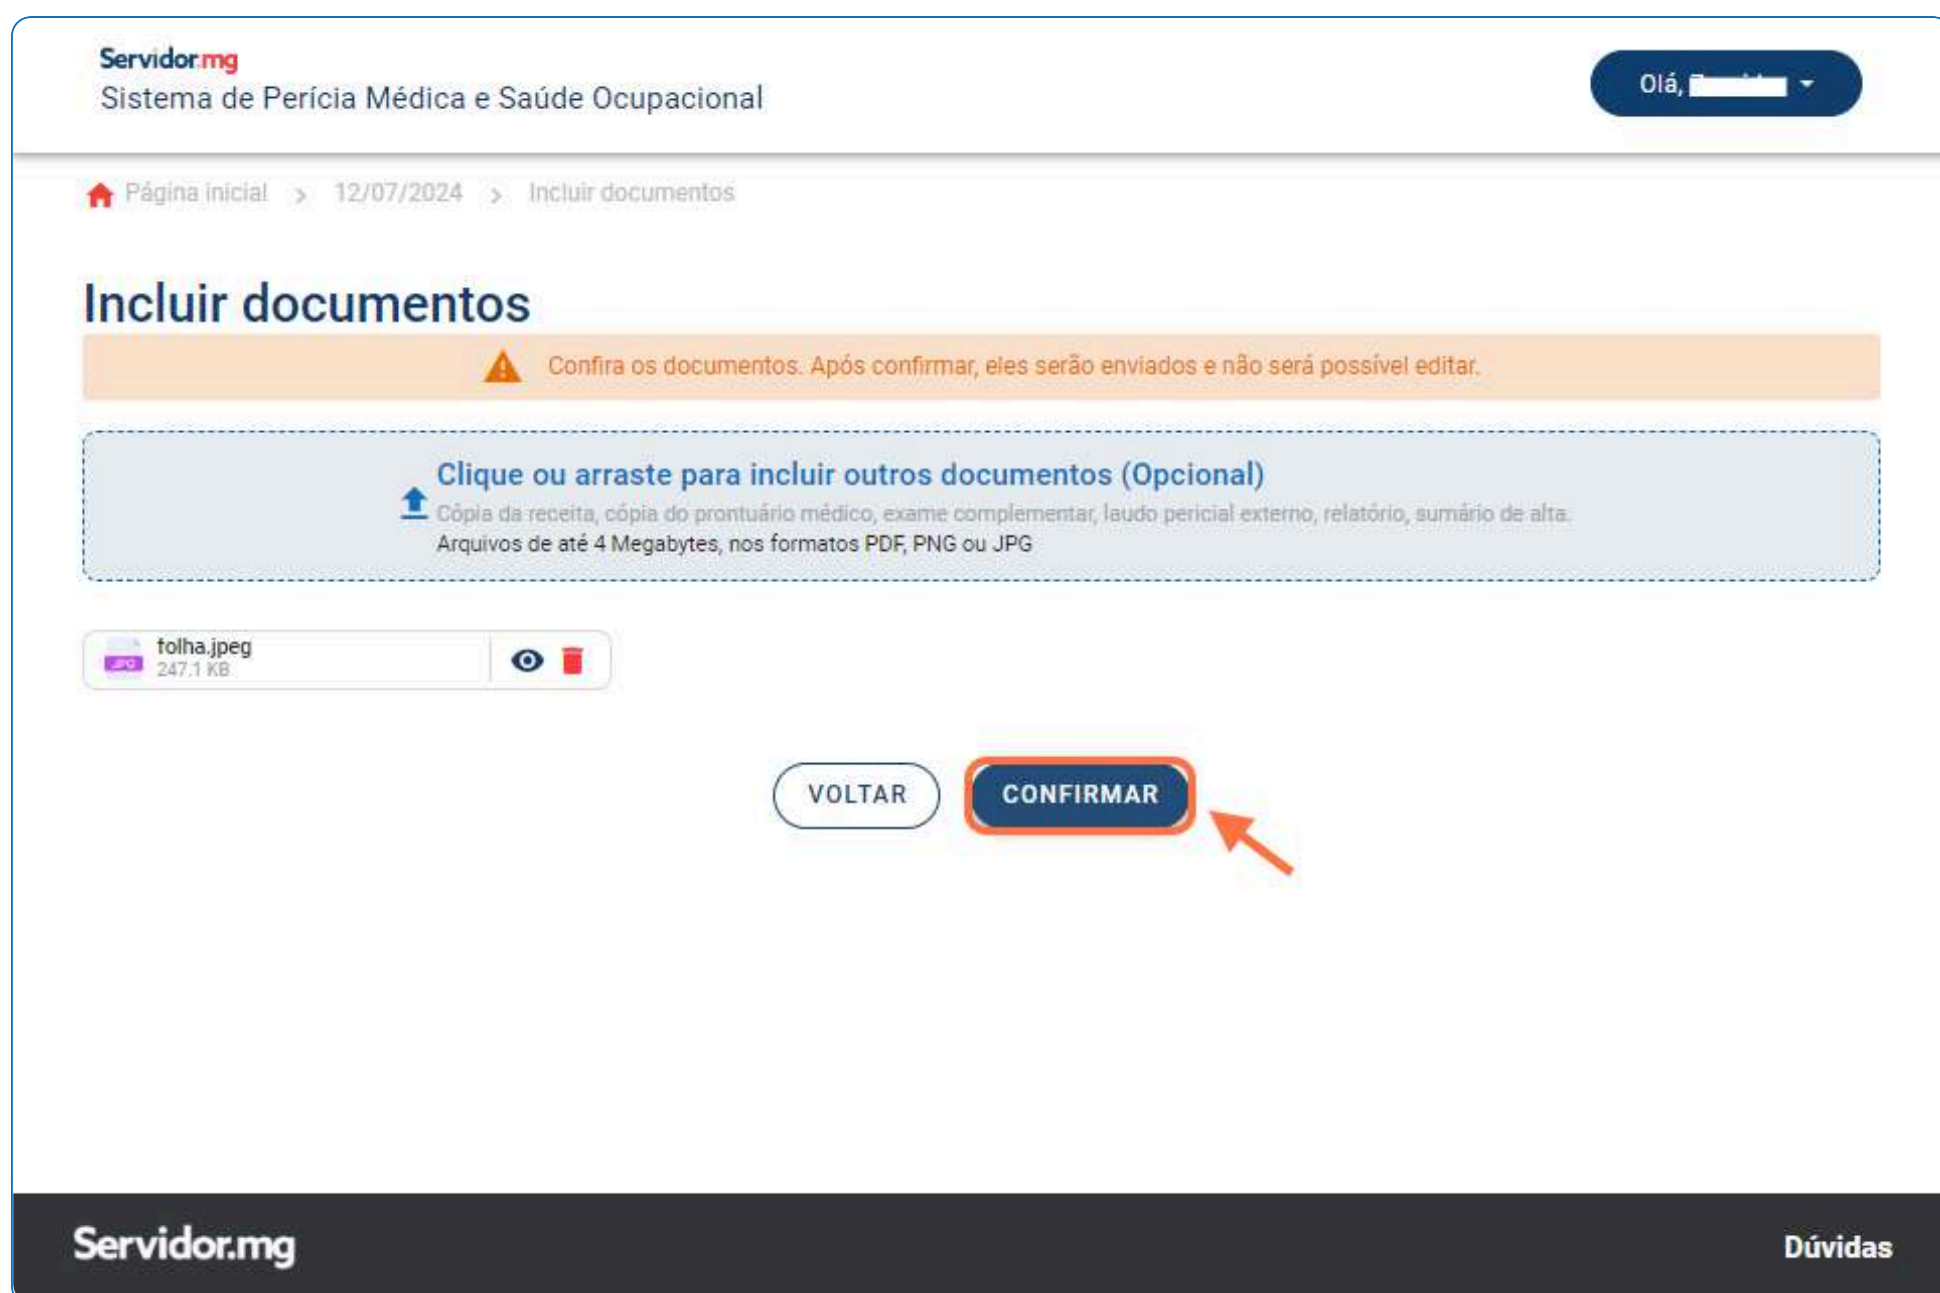 Servidor.mg
Sistema de Perícia Médica e Saúde Ocupacional
Olá,
Página inicial > 12/07/2024 > Incluir documentos
Incluir documentos
Confira os documentos. Após confirmar, eles serão enviados e não será possível editar.
Clique ou arraste para incluir outros documentos (Opcional)
Cópia da receita, cópia do prontuário médico, exame complementar, laudo pericial externo, relatório, sumário de alta.
Arquivos de até 4 Megabytes, nos formatos PDF, PNG ou JPG
JPG
folha.jpeg
247.1 KB
VOLTAR
CONFIRMAR
Servidor.mg
Dúvidas